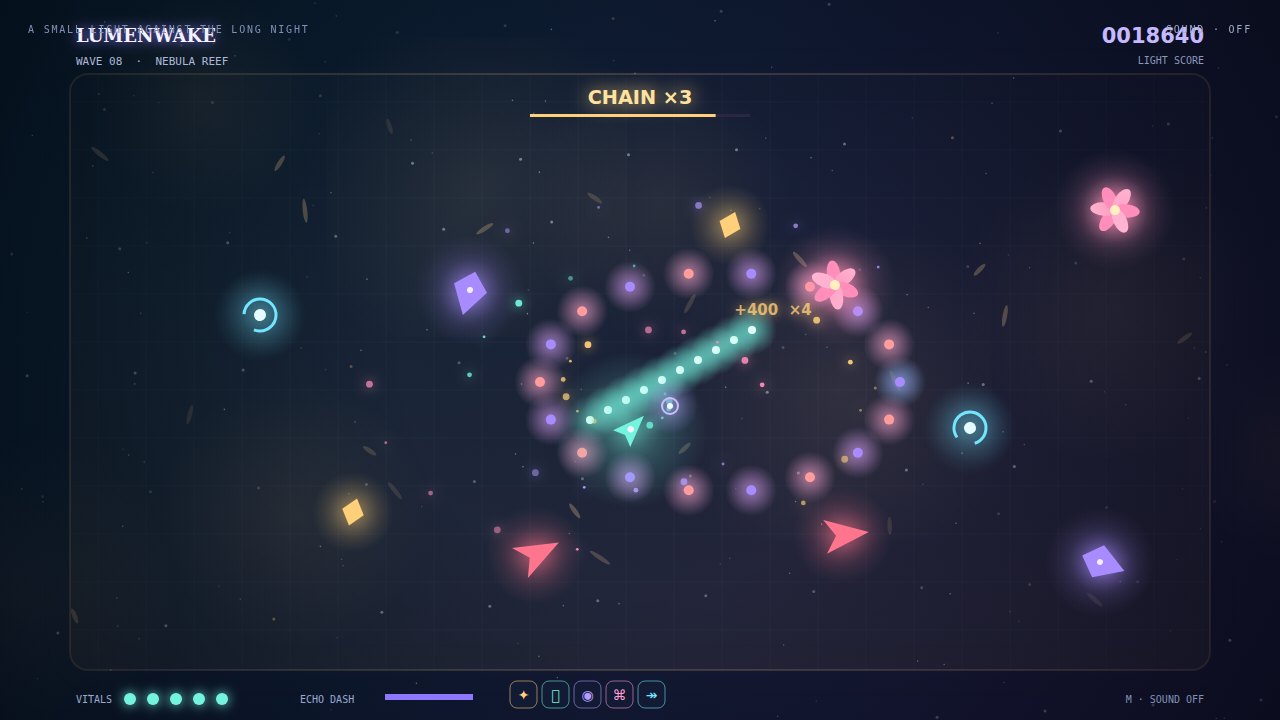 A SMALL LIGHT AGAINST THE LONG NIGHT
SOUND · OFF
LUMENWAKE
0018640
WAVE 08 · NEBULA REEF
LIGHT SCORE
CHAIN ×3
+400 ×4
VITALS
ECHO DASH
M · SOUND OFF